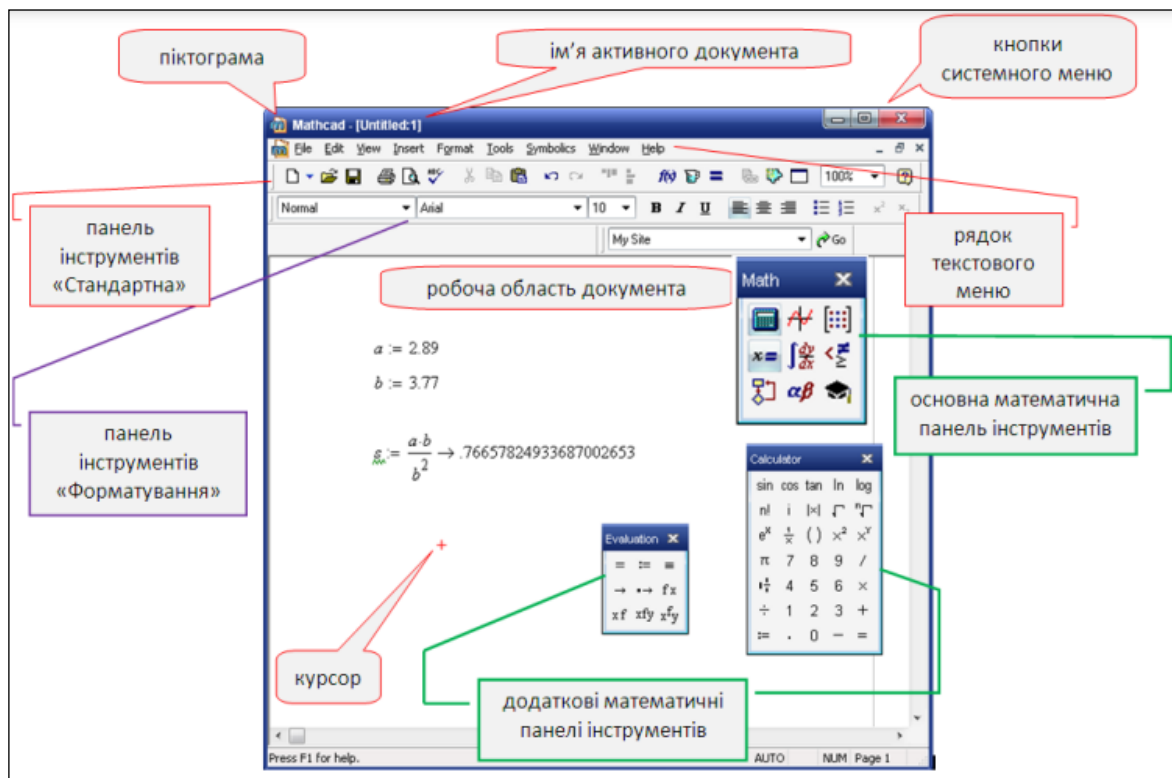 піктограма
ім’я активного документа
кнопки
системного меню
Mathcad - [Untitled:1]
File Edit View Insert Format Tools Symbolics Window Help
100%
Normal Arial 10 B I U
My Site Go
панель
інструментів
«Стандартна»
робоча область документа
рядок
текстового
меню
Math
a := 2.89
b := 3.77
x=
αβ
основна математична
панель інструментів
панель
інструментів
«Форматування»
s := a·b / b² → .76657824933687002653
Calculator
sin cos tan ln log
n! i |×| √ ⁿ√
eˣ 1/x ( ) ×² ×ʸ
π 7 8 9 /
4 5 6 ×
÷ 1 2 3 +
:= . 0 − =
Evaluation
= := ≡
→ •→ fx
xf xfy xᶠy
курсор
додаткові математичні
панелі інструментів
Press F1 for help. AUTO NUM Page 1